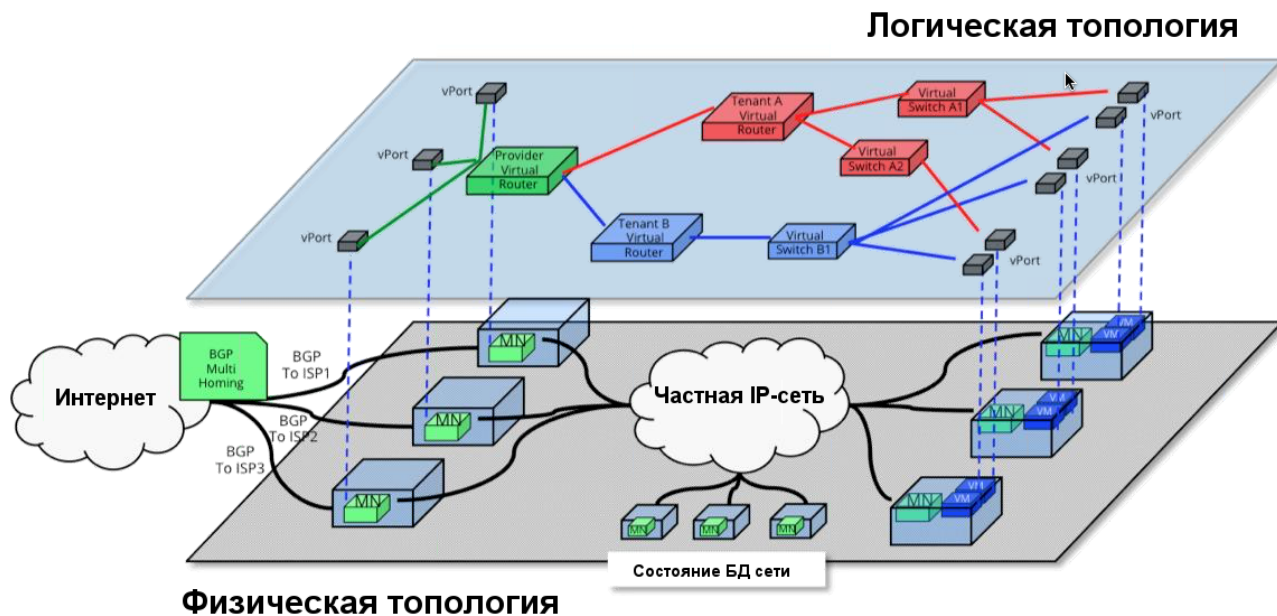 Логическая топология
vPort
vPort
vPort
Provider
Virtual
Router
Tenant A
Virtual
Router
Virtual
Switch A1
Virtual
Switch A2
Tenant B
Virtual
Router
Virtual
Switch B1
vPort
vPort
vPort
Интернет
BGP
Multi
Homing
BGP
To ISP1
BGP
To ISP2
BGP
To ISP3
MN
MN
MN
Частная IP-сеть
MN
VM
VM
MN
VM
VM
MN
VM
VM
MN
MN
MN
Состояние БД сети
Физическая топология